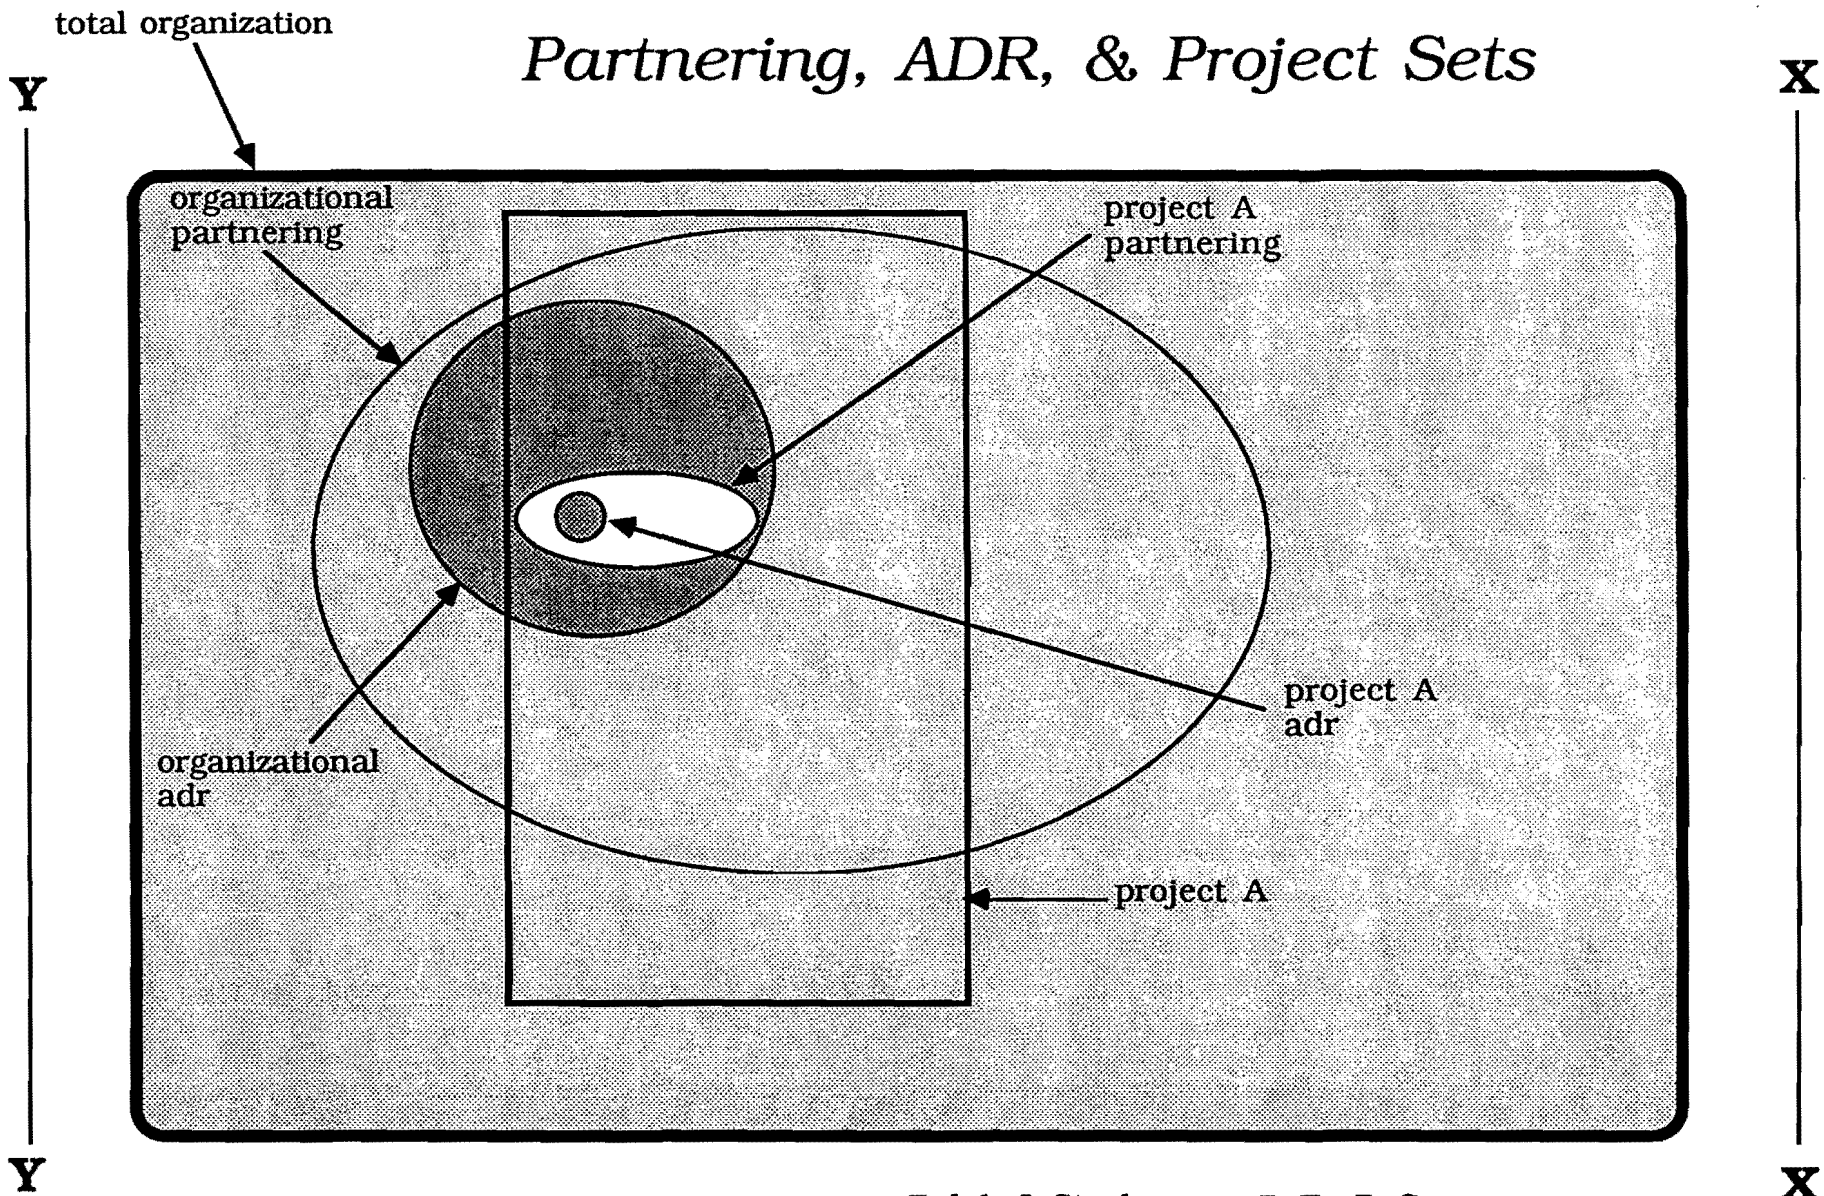 total organization
Partnering, ADR, & Project Sets
Y
X
organizational
partnering
project A
partnering
project A
adr
organizational
adr
project A
Y
X